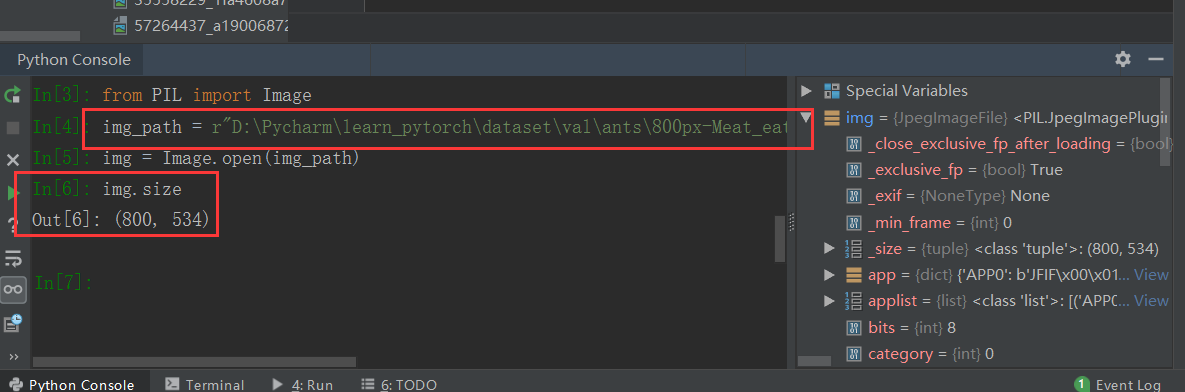 57264437_a19006872
Python Console
In[3]: from PIL import Image
In[4]: img_path = r"D:\Pycharm\learn_pytorch\dataset\val\ants\800px-Meat_eat
In[5]: img = Image.open(img_path)
In[6]: img.size
Out[6]: (800, 534)
In[7]:
Special Variables
img = {JpegImageFile} <PIL.JpegImagePlugin
_close_exclusive_fp_after_loading = {bool}
_exclusive_fp = {bool} True
_exif = {NoneType} None
_min_frame = {int} 0
_size = {tuple} <class 'tuple'>: (800, 534)
app = {dict} {'APP0': b'JFIF\x00\x01... View
applist = {list} <class 'list'>: [('APP0... View
bits = {int} 8
category = {int} 0
Python Console
Terminal
4: Run
6: TODO
1 Event Log